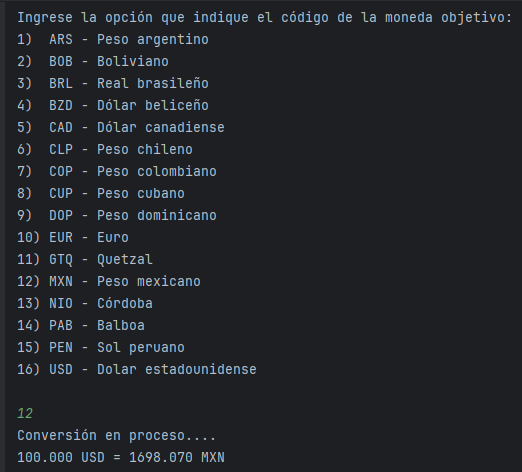 Ingrese la opción que indique el código de la moneda objetivo:
1)  ARS - Peso argentino
2)  BOB - Boliviano
3)  BRL - Real brasileño
4)  BZD - Dólar beliceño
5)  CAD - Dólar canadiense
6)  CLP - Peso chileno
7)  COP - Peso colombiano
8)  CUP - Peso cubano
9)  DOP - Peso dominicano
10) EUR - Euro
11) GTQ - Quetzal
12) MXN - Peso mexicano
13) NIO - Córdoba
14) PAB - Balboa
15) PEN - Sol peruano
16) USD - Dolar estadounidense
12
Conversión en proceso....
100.000 USD = 1698.070 MXN